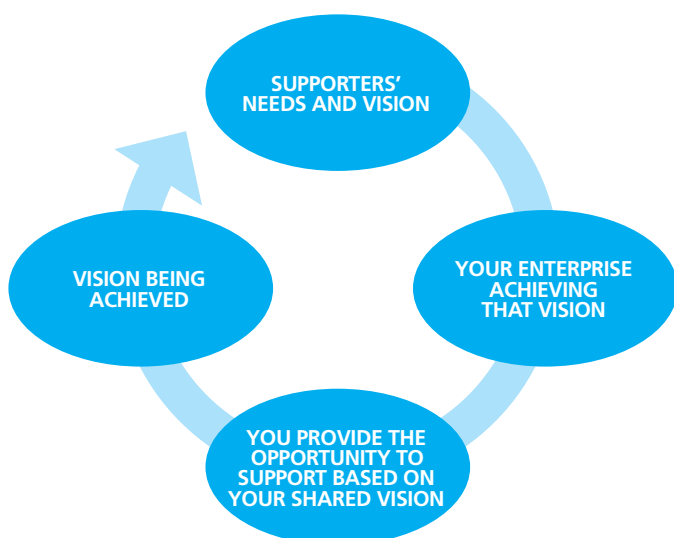 SUPPORTERS'
NEEDS AND VISION
YOUR ENTERPRISE
ACHIEVING
THAT VISION
YOU PROVIDE THE
OPPORTUNITY TO
SUPPORT BASED ON
YOUR SHARED VISION
VISION BEING
ACHIEVED